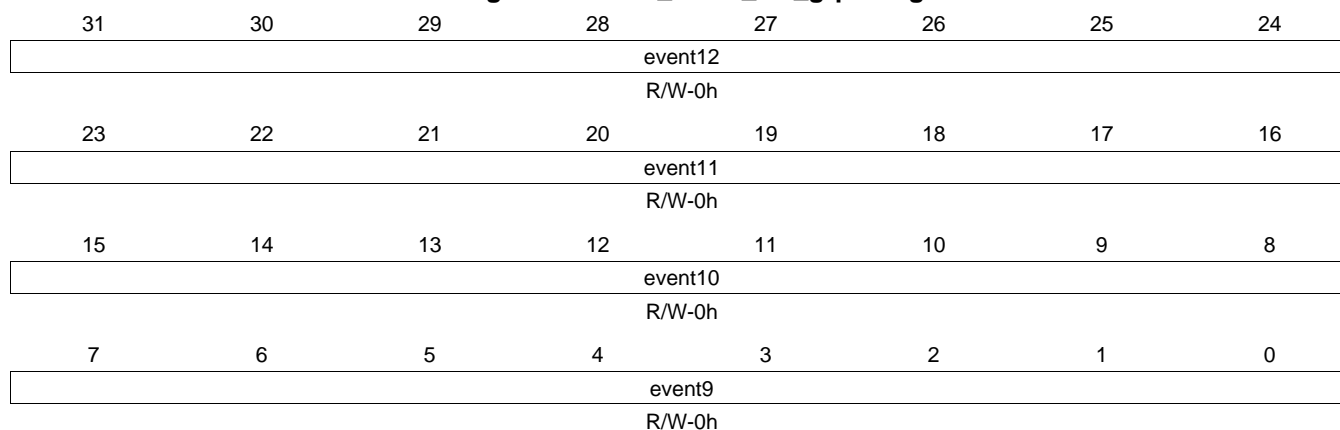 31 30 29 28 27 26 25 24
event12
R/W-0h
23 22 21 20 19 18 17 16
event11
R/W-0h
15 14 13 12 11 10 9 8
event10
R/W-0h
7 6 5 4 3 2 1 0
event9
R/W-0h